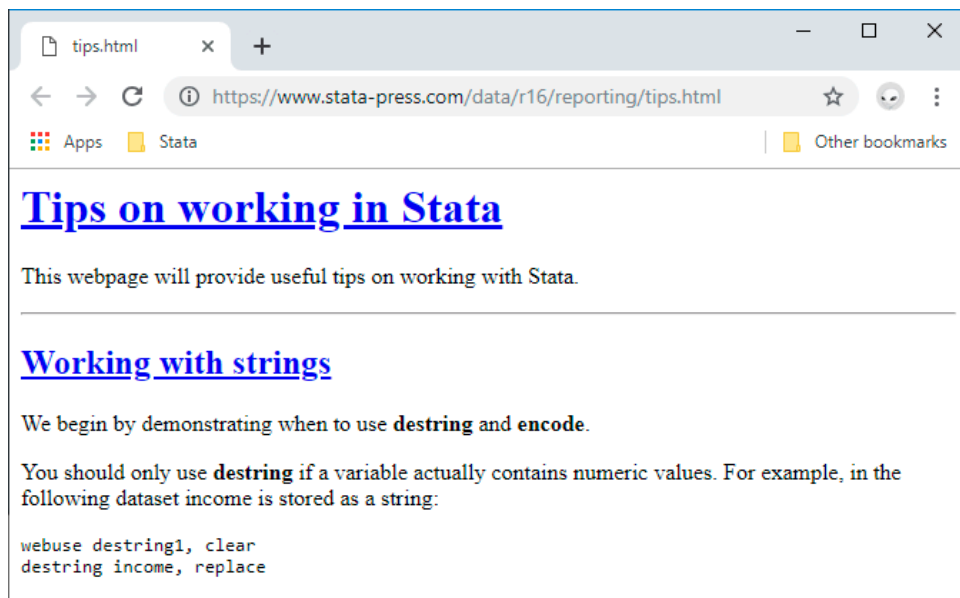 tips.html
https://www.stata-press.com/data/r16/reporting/tips.html
Apps Stata Other bookmarks
Tips on working in Stata
This webpage will provide useful tips on working with Stata.
Working with strings
We begin by demonstrating when to use destring and encode.
You should only use destring if a variable actually contains numeric values. For example, in the
following dataset income is stored as a string:
webuse destring1, clear
destring income, replace